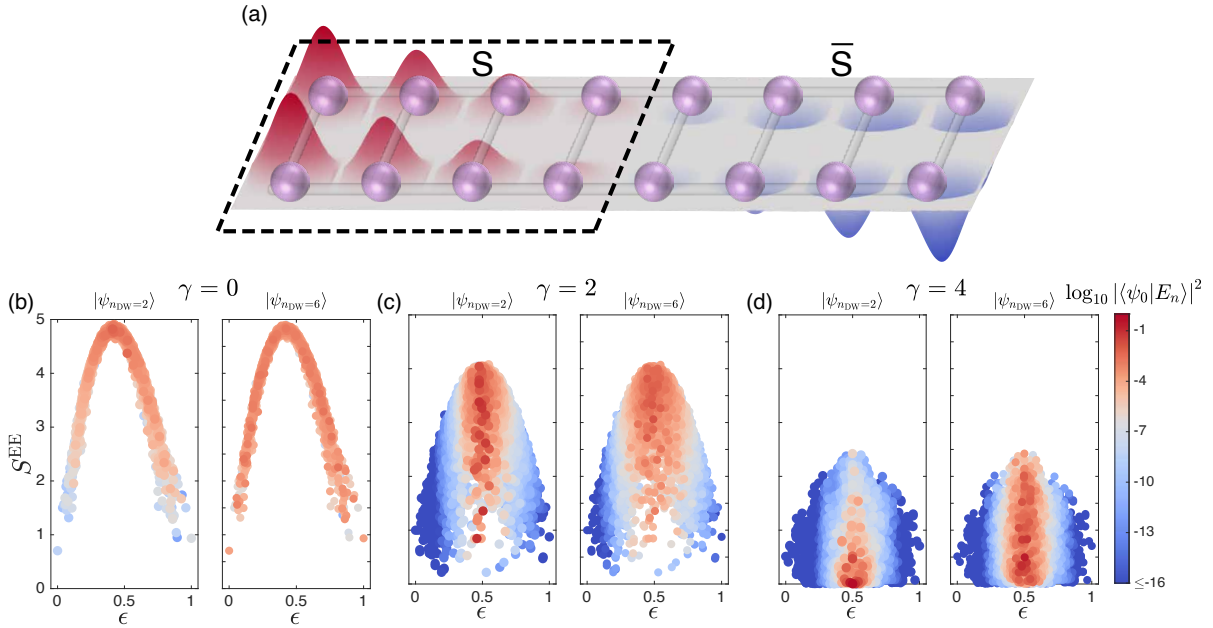 (a)
S
S̅
(b) |ψ_{n_DW=2}⟩ γ = 0 |ψ_{n_DW=6}⟩
(c) |ψ_{n_DW=2}⟩ γ = 2 |ψ_{n_DW=6}⟩
(d) |ψ_{n_DW=2}⟩ γ = 4 |ψ_{n_DW=6}⟩
log₁₀ |⟨ψ₀|E_n⟩|²
S^EE
5
4
3
2
1
0
0 0.5 1
ϵ
0 0.5 1
ϵ
0 0.5 1
ϵ
0 0.5 1
ϵ
0 0.5 1
ϵ
0 0.5 1
ϵ
-1
-4
-7
-10
-13
≤-16